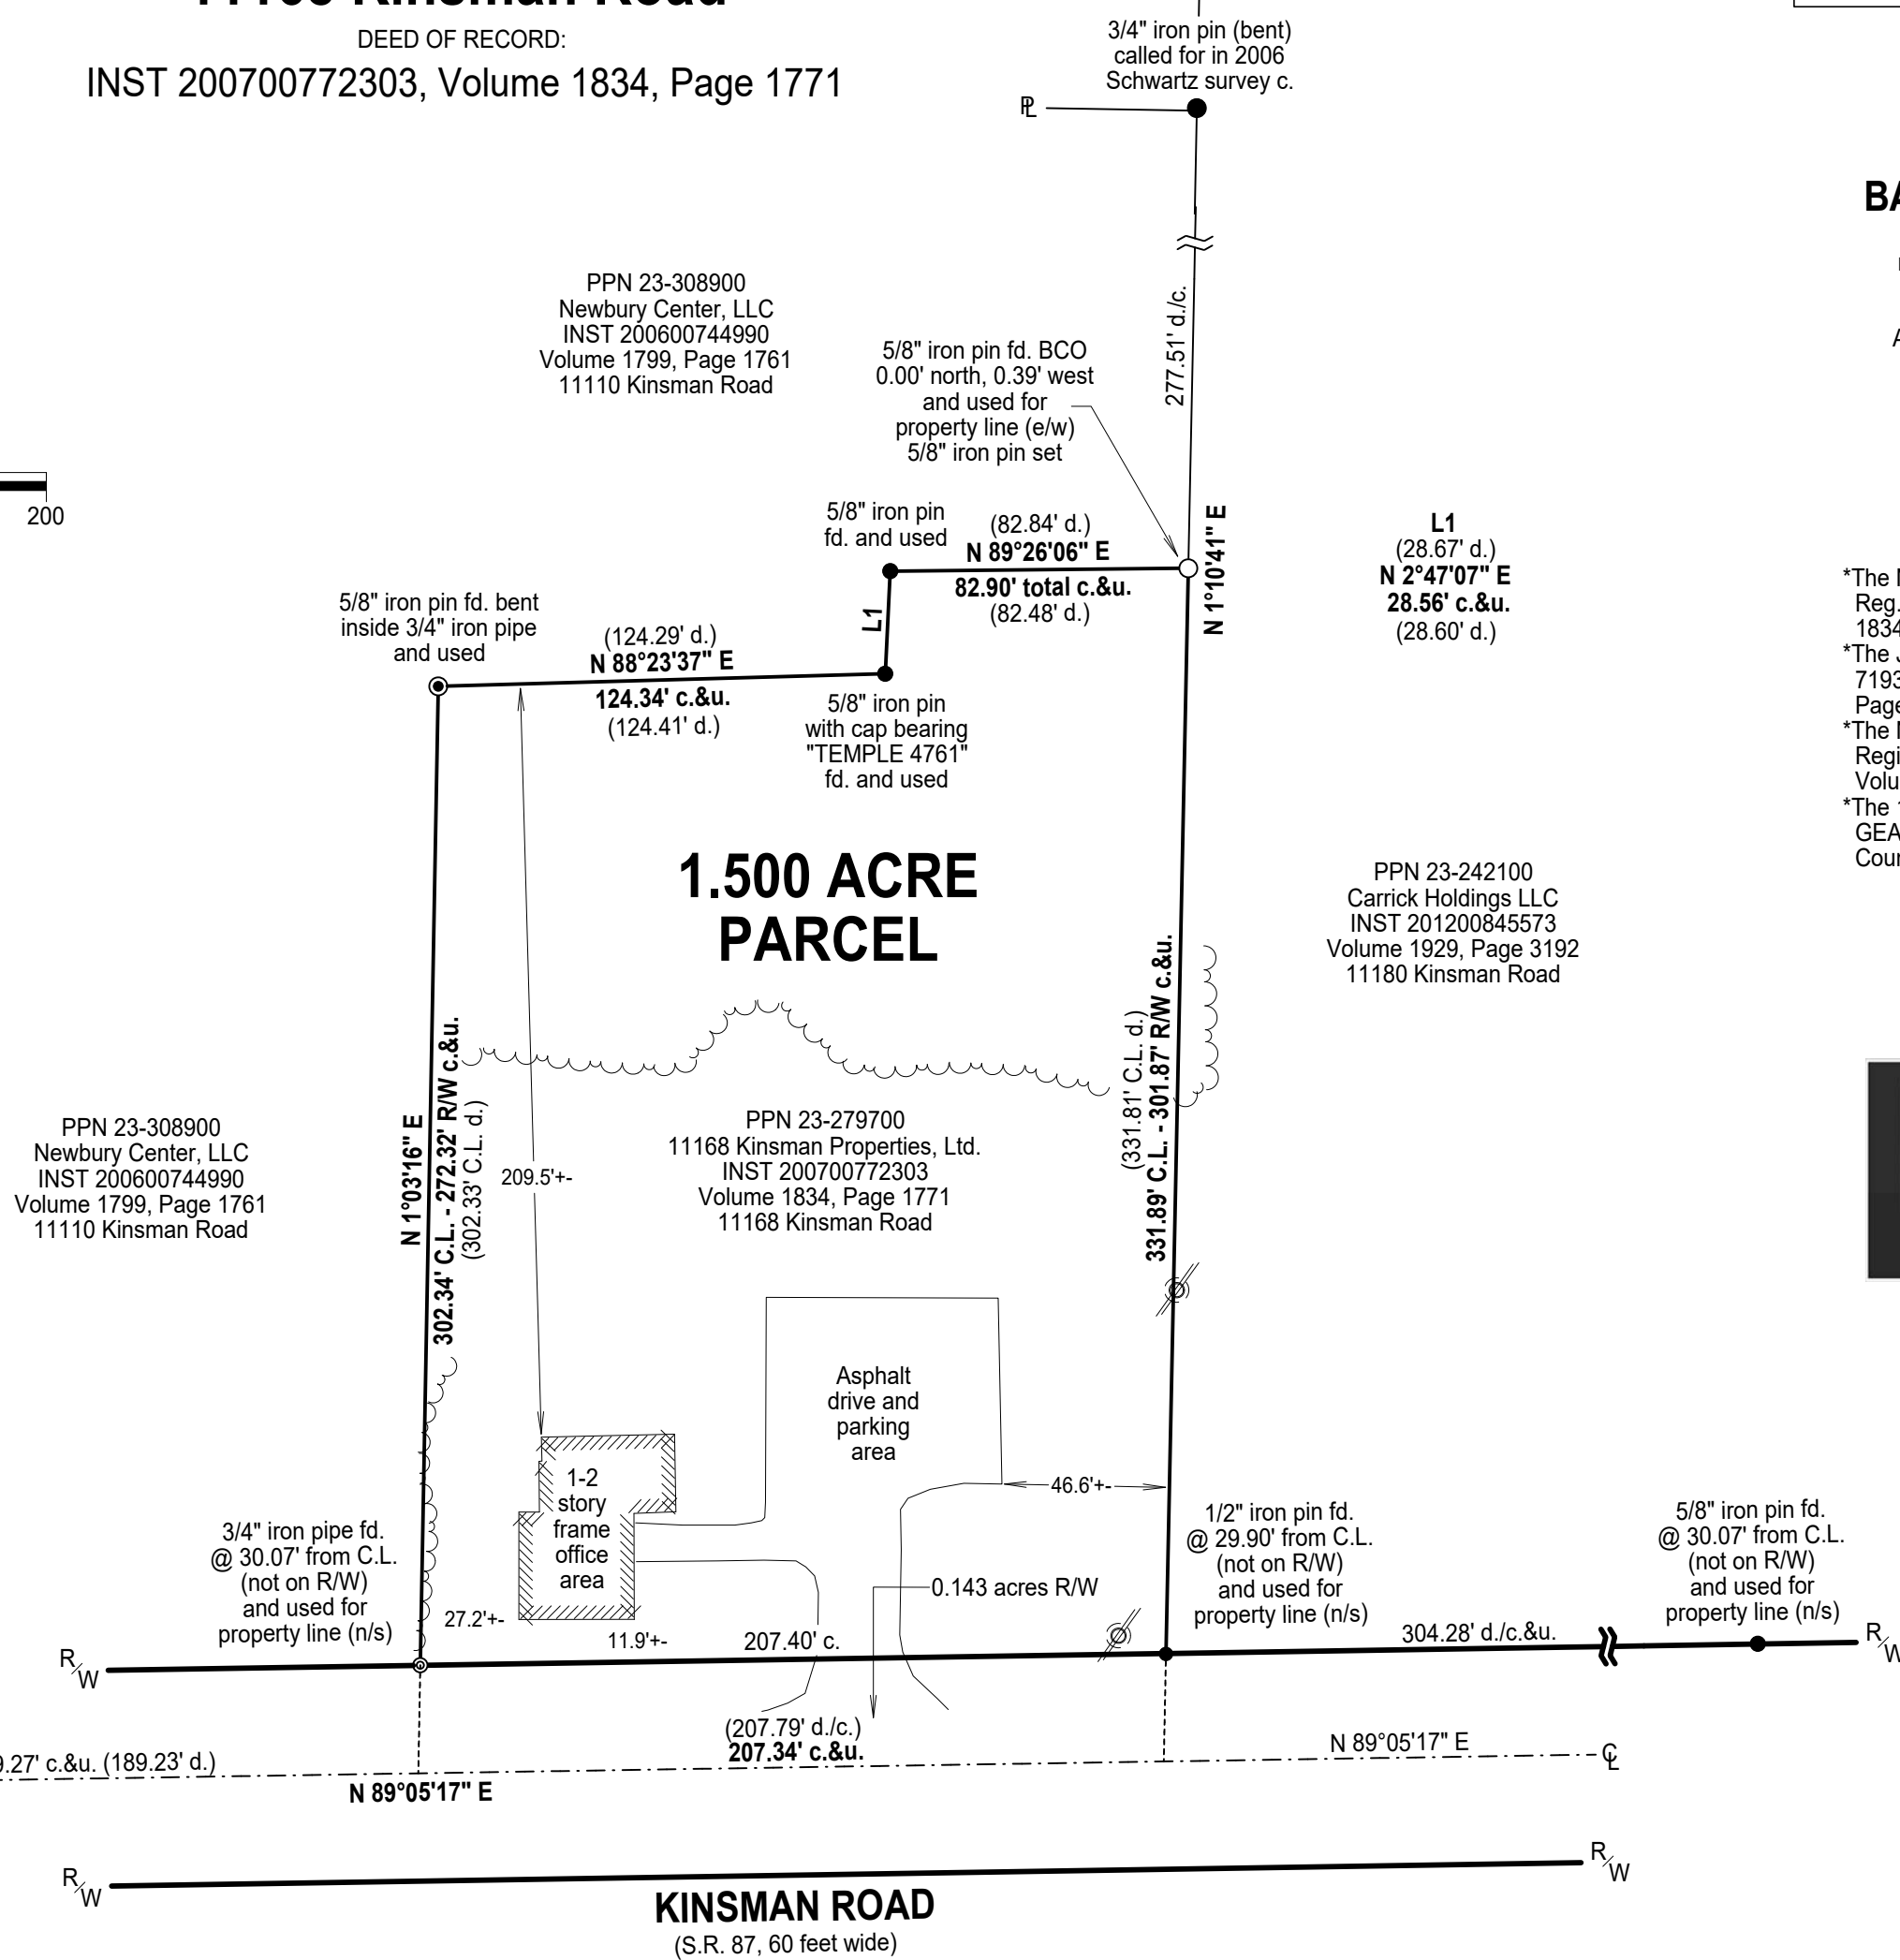 DEED OF RECORD:
INST 200700772303, Volume 1834, Page 1771
3/4" iron pin (bent)
called for in 2006
Schwartz survey c.
PL
277.51' d./c.
PPN 23-308900
Newbury Center, LLC
INST 200600744990
Volume 1799, Page 1761
11110 Kinsman Road
5/8" iron pin fd. BCO
0.00' north, 0.39' west
and used for
property line (e/w)
5/8" iron pin set
200
5/8" iron pin
fd. and used
(82.84' d.)
N 89°26'06" E
82.90' total c.&u.
(82.48' d.)
N 1°10'41" E
L1
(28.67' d.)
N 2°47'07" E
28.56' c.&u.
(28.60' d.)
5/8" iron pin fd. bent
inside 3/4" iron pipe
and used
(124.29' d.)
N 88°23'37" E
124.34' c.&u.
(124.41' d.)
L1
5/8" iron pin
with cap bearing
"TEMPLE 4761"
fd. and used
*The
Reg.
1834
*The
7193
Page
*The
*The
1.500 ACRE
PARCEL
PPN 23-242100
Carrick Holdings LLC
INST 201200845573
Volume 1929, Page 3192
11180 Kinsman Road
N 1°03'16" E
302.34' C.L. - 272.32' R/W c.&u.
(302.33' C.L. d.)
209.5'+-
(331.81' C.L. d.)
331.89' C.L. - 301.87' R/W c.&u.
PPN 23-308900
Newbury Center, LLC
INST 200600744990
Volume 1799, Page 1761
11110 Kinsman Road
PPN 23-279700
11168 Kinsman Properties, Ltd.
INST 200700772303
Volume 1834, Page 1771
11168 Kinsman Road
Asphalt
drive and
parking
area
46.6'+-
1-2
story
frame
office
area
3/4" iron pipe fd.
@ 30.07' from C.L.
(not on R/W)
and used for
property line (n/s)
1/2" iron pin fd.
@ 29.90' from C.L.
(not on R/W)
and used for
property line (n/s)
5/8" iron pin fd.
@ 30.07' from C.L.
(not on R/W)
and used for
property line (n/s)
0.143 acres R/W
27.2'+-
11.9'+-
207.40' c.
304.28' d./c.&u.
R/W
R/W
(207.79' d./c.)
207.34' c.&u.
N 89°05'17" E
CL
.27' c.&u. (189.23' d.)
N 89°05'17" E
R/W
R/W
KINSMAN ROAD
(S.R. 87, 60 feet wide)